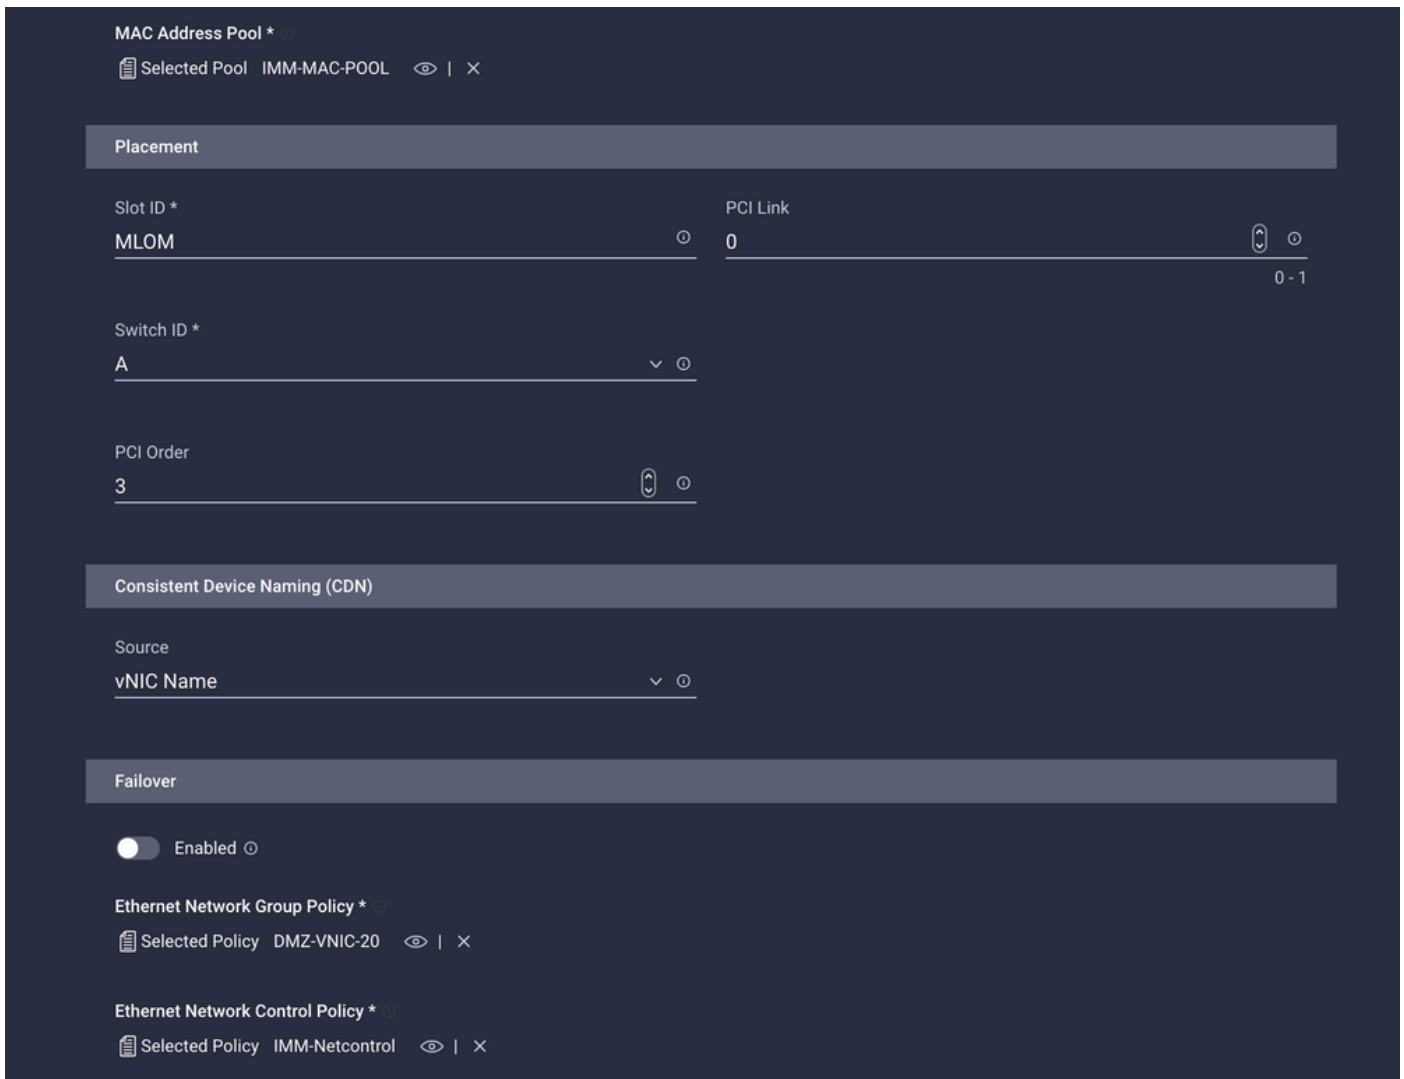 MAC Address Pool *
Selected Pool IMM-MAC-POOL |
Placement
Slot ID * PCI Link
MLOM 0
0 - 1
Switch ID *
A
PCI Order
3
Consistent Device Naming (CDN)
Source
vNIC Name
Failover
Enabled
Ethernet Network Group Policy *
Selected Policy DMZ-VNIC-20 |
Ethernet Network Control Policy *
Selected Policy IMM-Netcontrol |